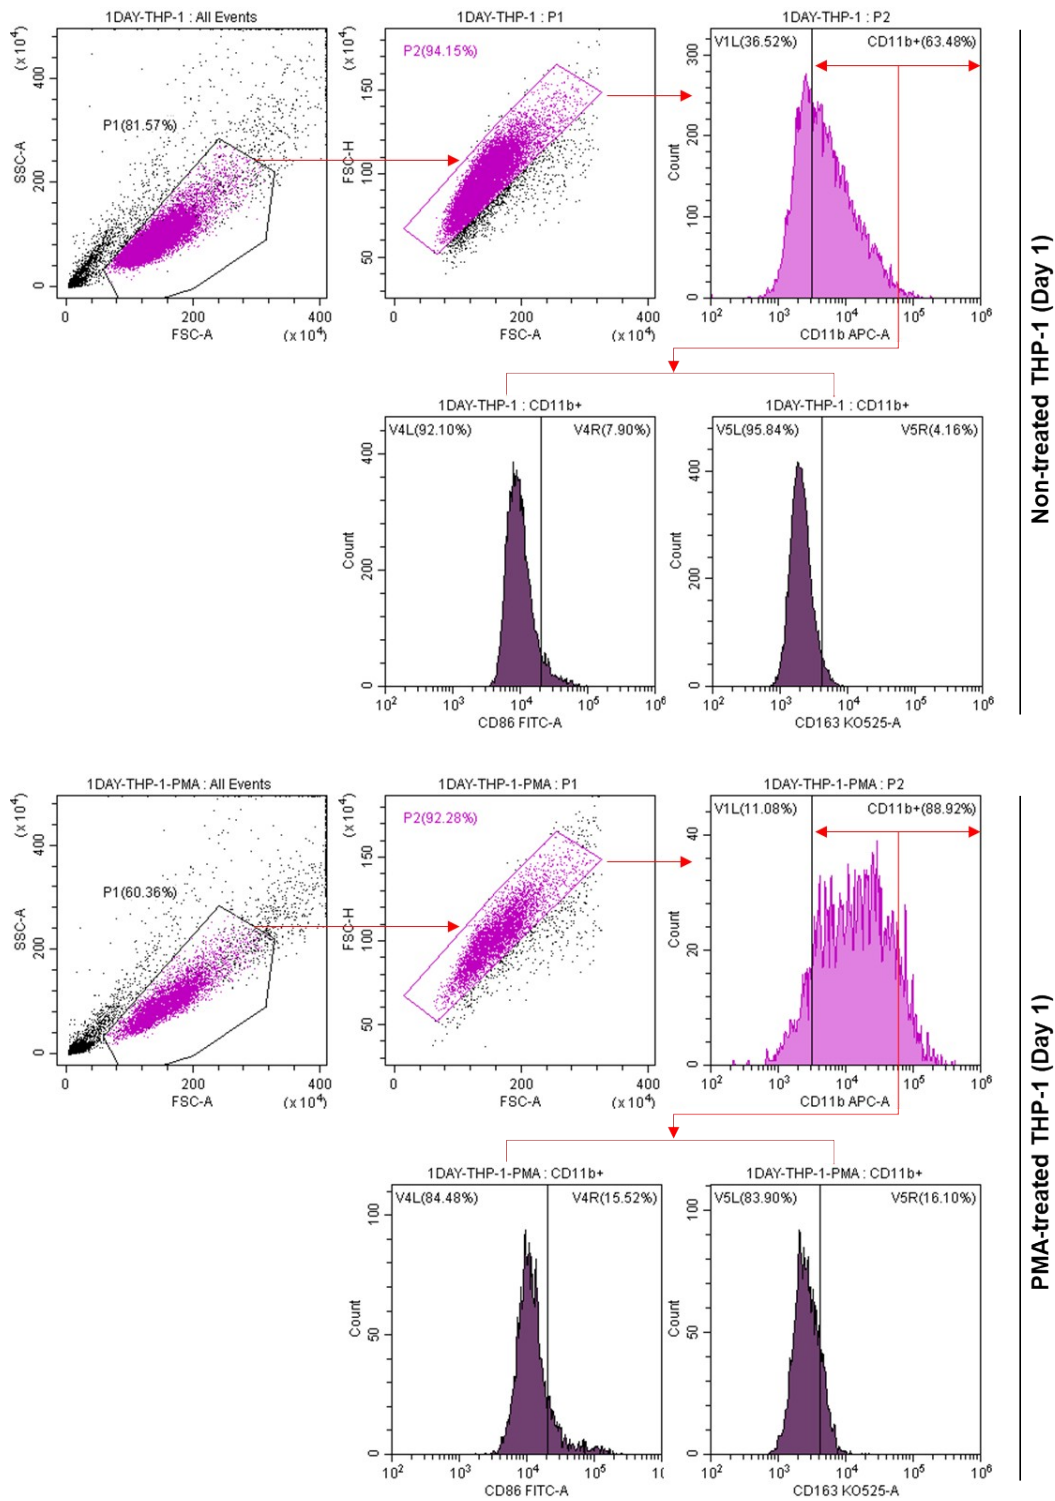 1DAY-THP-1 : All Events
(x 10⁴)
SSC-A
400
200
0
P1(81.57%)
0 200 400
FSC-A (x 10⁴)
1DAY-THP-1 : P1
(x 10⁴)
FSC-H
150
100
50
P2(94.15%)
0 200 400
FSC-A (x 10⁴)
1DAY-THP-1 : P2
V1L(36.52%) CD11b+(63.48%)
Count
300
200
100
0
10² 10³ 10⁴ 10⁵ 10⁶
CD11b APC-A
1DAY-THP-1 : CD11b+
V4L(92.10%) V4R(7.90%)
Count
400
200
0
10² 10³ 10⁴ 10⁵ 10⁶
CD86 FITC-A
1DAY-THP-1 : CD11b+
V5L(95.84%) V5R(4.16%)
Count
400
200
0
10² 10³ 10⁴ 10⁵ 10⁶
CD163 KO525-A
Non-treated THP-1 (Day 1)
1DAY-THP-1-PMA : All Events
(x 10⁴)
SSC-A
400
200
0
P1(60.36%)
0 200 400
FSC-A (x 10⁴)
1DAY-THP-1-PMA : P1
(x 10⁴)
FSC-H
150
100
50
P2(92.28%)
0 200 400
FSC-A (x 10⁴)
1DAY-THP-1-PMA : P2
V1L(11.08%) CD11b+(88.92%)
Count
40
20
0
10² 10³ 10⁴ 10⁵ 10⁶
CD11b APC-A
1DAY-THP-1-PMA : CD11b+
V4L(84.48%) V4R(15.52%)
Count
100
50
0
10² 10³ 10⁴ 10⁵
CD86 FITC-A
1DAY-THP-1-PMA : CD11b+
V5L(83.90%) V5R(16.10%)
Count
100
50
0
10² 10³ 10⁴ 10⁵ 10⁶
CD163 KO525-A
PMA-treated THP-1 (Day 1)